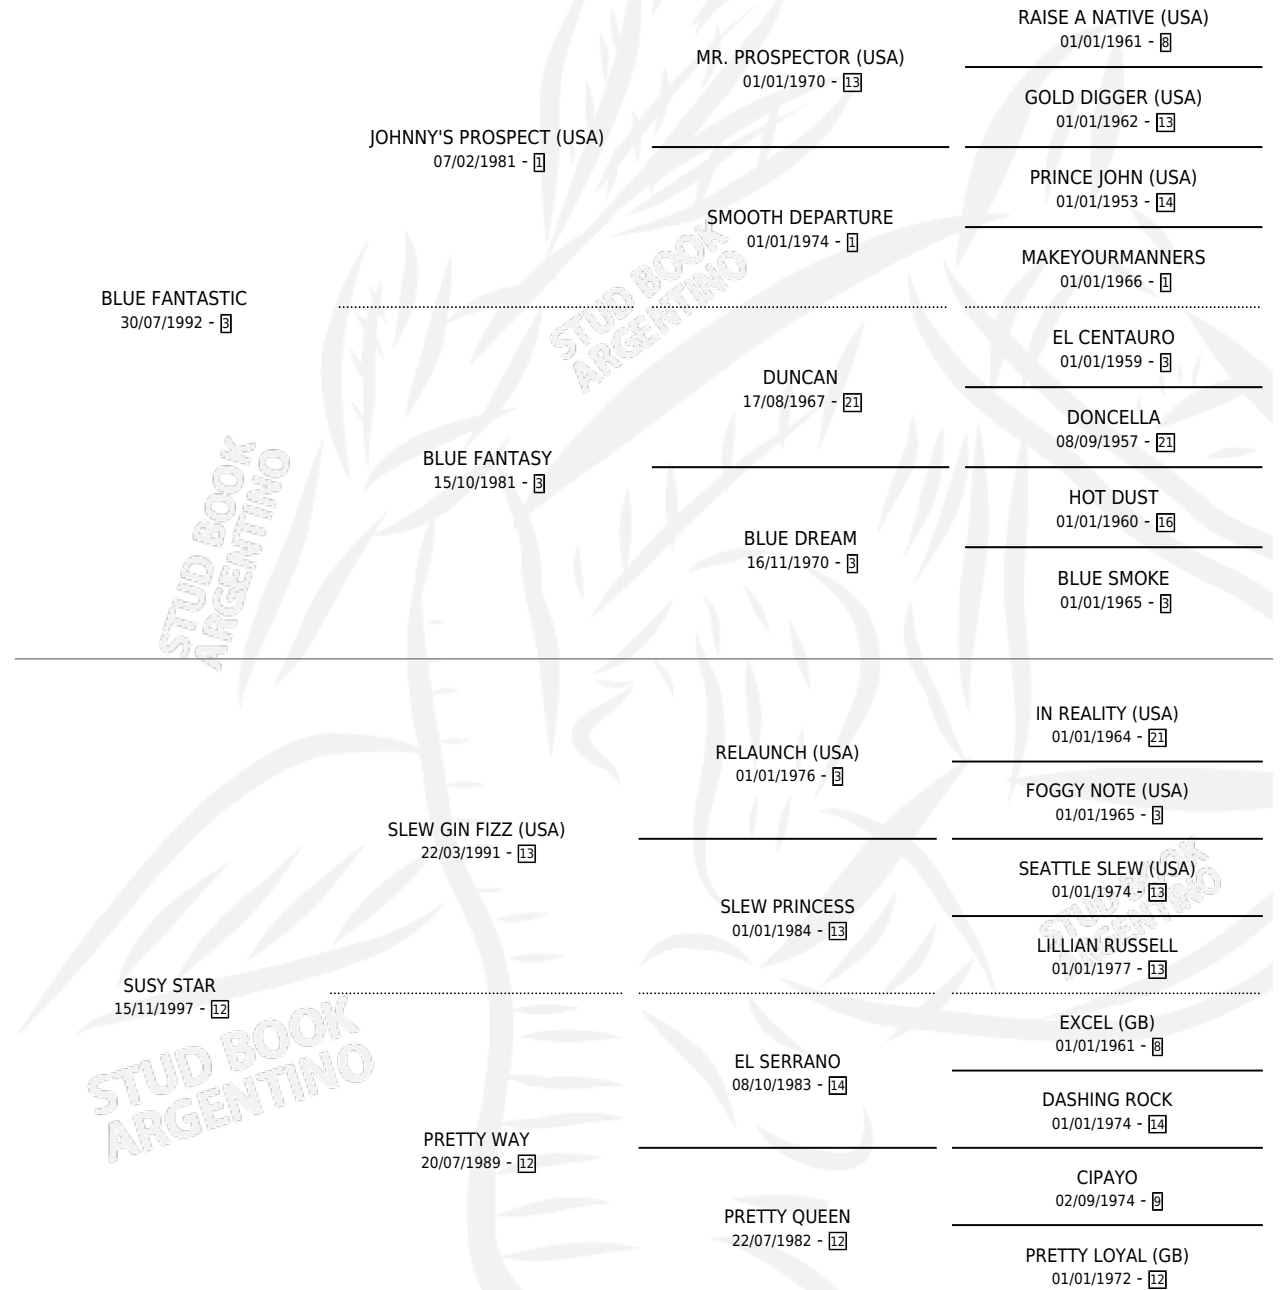 RAISE A NATIVE (USA)
01/01/1961 - 8
MR. PROSPECTOR (USA)
01/01/1970 - 13
GOLD DIGGER (USA)
01/01/1962 - 13
JOHNNY'S PROSPECT (USA)
07/02/1981 - 1
PRINCE JOHN (USA)
01/01/1953 - 14
SMOOTH DEPARTURE
01/01/1974 - 1
MAKEYOURMANNERS
01/01/1966 - 1
BLUE FANTASTIC
30/07/1992 - 3
EL CENTAURO
01/01/1959 - 3
DUNCAN
17/08/1967 - 21
DONCELLA
08/09/1957 - 21
BLUE FANTASY
15/10/1981 - 3
HOT DUST
01/01/1960 - 16
BLUE DREAM
16/11/1970 - 3
BLUE SMOKE
01/01/1965 - 3
STUD BOOK
ARGENTINO
STUD BOOK
ARGENTINO
IN REALITY (USA)
01/01/1964 - 21
RELAUNCH (USA)
01/01/1976 - 3
FOGGY NOTE (USA)
01/01/1965 - 3
SLEW GIN FIZZ (USA)
22/03/1991 - 13
SEATTLE SLEW (USA)
01/01/1974 - 13
SLEW PRINCESS
01/01/1984 - 13
LILLIAN RUSSELL
01/01/1977 - 13
STUD BOOK
ARGENTINO
SUSY STAR
15/11/1997 - 12
EXCEL (GB)
01/01/1961 - 8
EL SERRANO
08/10/1983 - 14
DASHING ROCK
01/01/1974 - 14
PRETTY WAY
20/07/1989 - 12
CIPAYO
02/09/1974 - 9
PRETTY QUEEN
22/07/1982 - 12
PRETTY LOYAL (GB)
01/01/1972 - 12
STUD BOOK
ARGENTINO